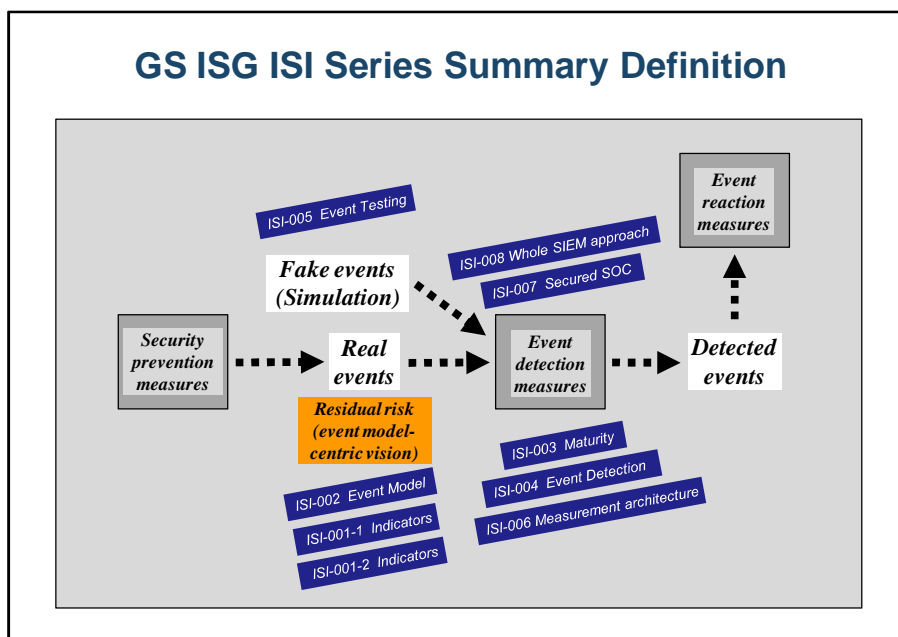 GS ISG ISI Series Summary Definition
Event
reaction
measures
ISI-005 Event Testing
ISI-008 Whole SIEM approach
ISI-007 Secured SOC
Fake events
(Simulation)
Security
prevention
measures
Real
events
Event
detection
measures
Detected
events
Residual risk
(event model-
centric vision)
ISI-003 Maturity
ISI-004 Event Detection
ISI-006 Measurement architecture
ISI-002 Event Model
ISI-001-1 Indicators
ISI-001-2 Indicators